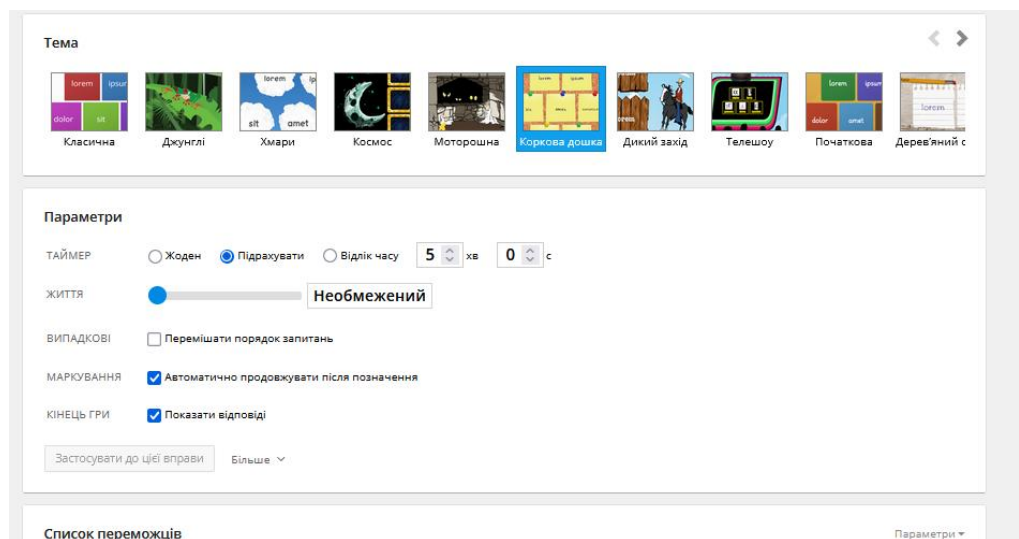 Тема
lorem ipsur
dolor sit
lorem ip
sit amet
lorem ipsum
lorem ipsum
dolor amet
lorem
Класична Джунглі Хмари Космос Моторошна Коркова дошка Дикий захід Телешоу Початкова Дерев'яний с
Параметри
ТАЙМЕР Жоден Підрахувати Відлік часу 5 хв 0 с
ЖИТТЯ Необмежений
ВИПАДКОВІ Перемішати порядок запитань
МАРКУВАННЯ Автоматично продовжувати після позначення
КІНЕЦЬ ГРИ Показати відповіді
Застосувати до цієї вправи Більше
Список переможців Параметри